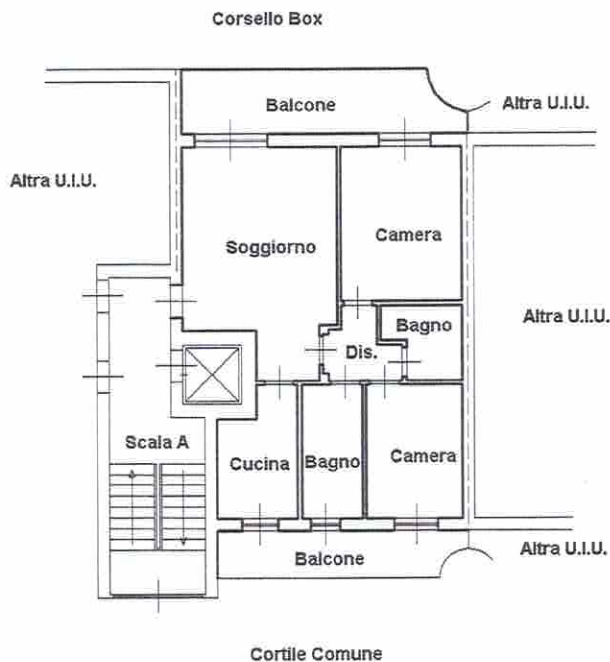 Corsello Box
Balcone
Altra U.I.U.
Altra U.I.U.
Camera
Soggiorno
Bagno
Altra U.I.U.
Dis.
Scala A
Cucina
Bagno
Camera
Balcone
Altra U.I.U.
Cortile Comune